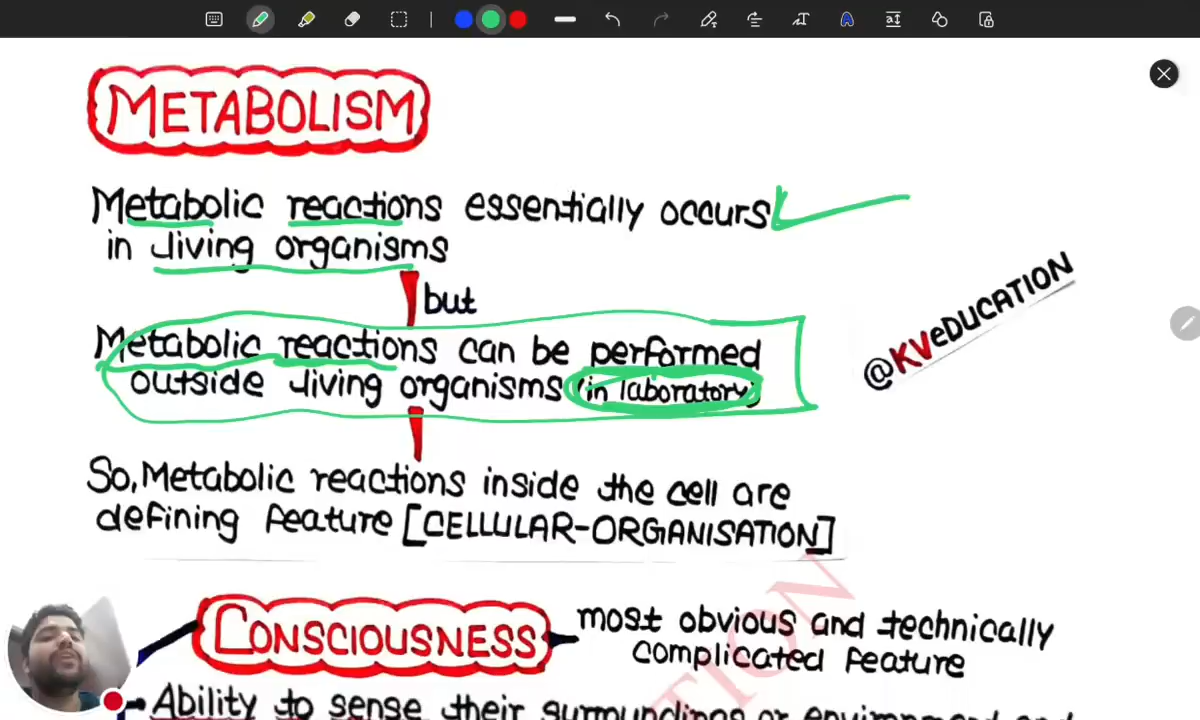 METABOLISM
Metabolic reactions essentially occurs
in living organisms
but
Metabolic reactions can be performed
outside living organisms (in laboratory)
@KVeDUCATION
So, Metabolic reactions inside the cell are
defining feature [CELLULAR-ORGANISATION]
CONSCIOUSNESS
most obvious and technically
complicated feature
Ability to sense their surroundings or environment and